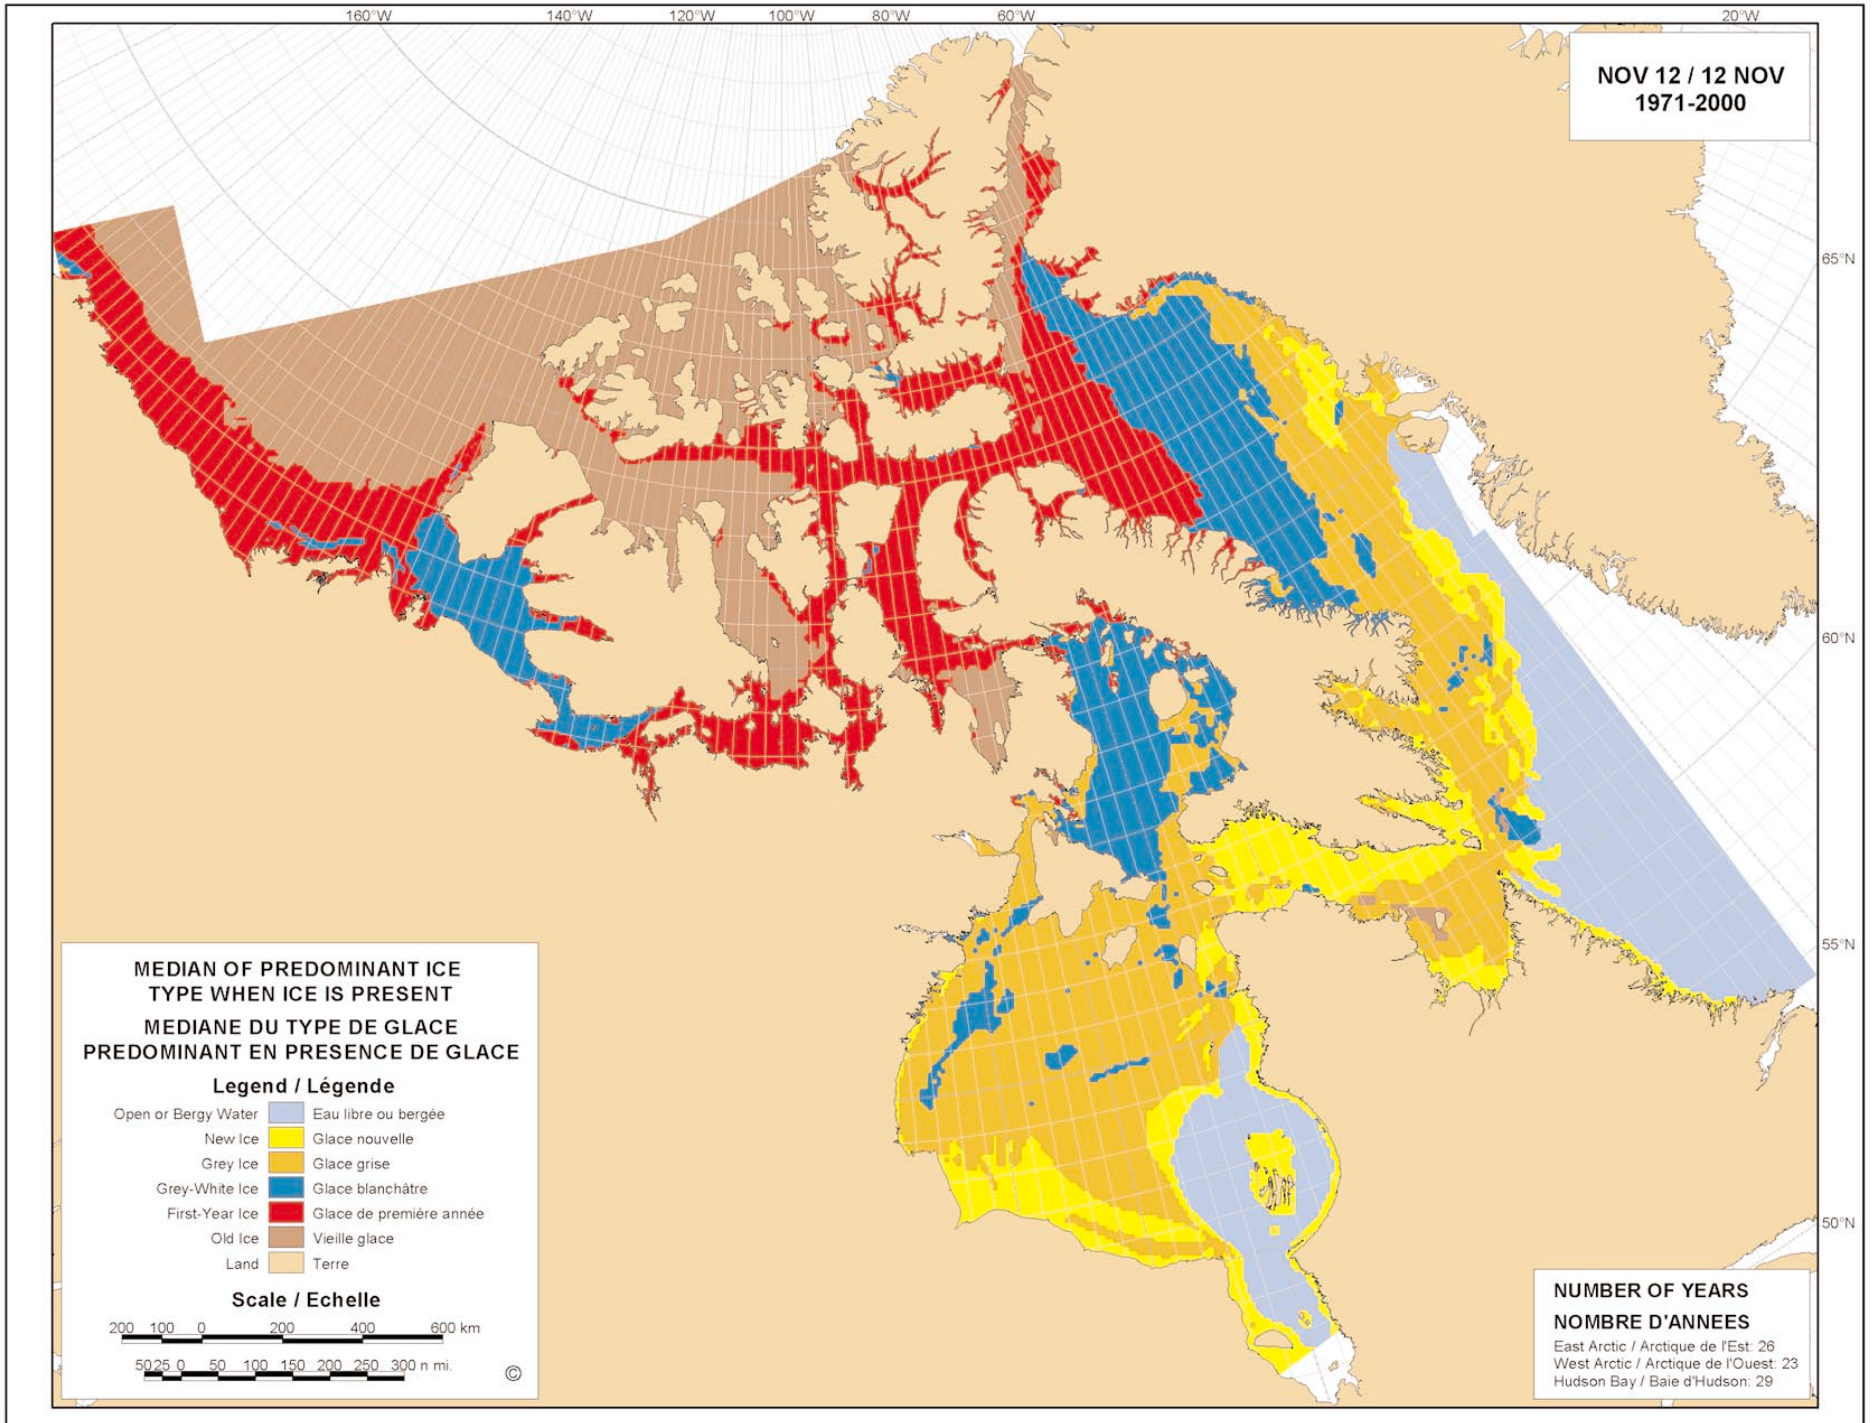 160°W 140°W 120°W 100°W 80°W 60°W 20°W
NOV 12 / 12 NOV
1971-2000
65°N
60°N
55°N
50°N
MEDIAN OF PREDOMINANT ICE
TYPE WHEN ICE IS PRESENT
MEDIANE DU TYPE DE GLACE
PREDOMINANT EN PRESENCE DE GLACE
Legend / Légende
Open or Bergy Water Eau libre ou bergée
New Ice Glace nouvelle
Grey Ice Glace grise
Grey-White Ice Glace blanchâtre
First-Year Ice Glace de première année
Old Ice Vieille glace
Land Terre
Scale / Echelle
200 100 0 200 400 600 km
50 25 0 50 100 150 200 250 300 n mi.
©
NUMBER OF YEARS
NOMBRE D'ANNEES
East Arctic / Arctique de l'Est: 26
West Arctic / Arctique de l'Ouest: 23
Hudson Bay / Baie d'Hudson: 29